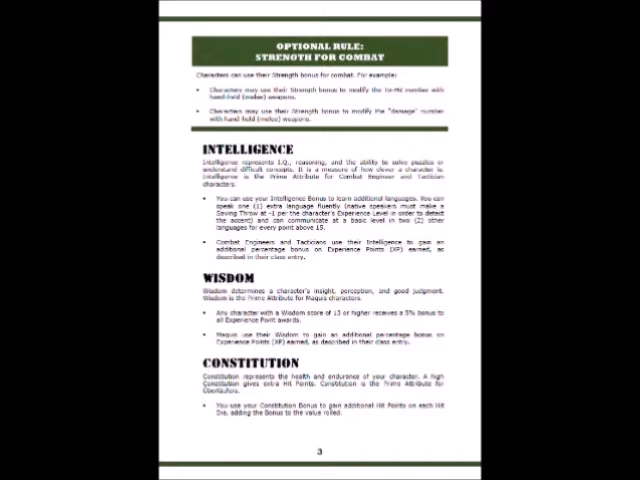 OPTIONAL RULE:
STRENGTH FOR COMBAT
Characters can use their Strength bonus for combat. For example:
• Characters may use their Strength bonus to modify the To-Hit number with
hand-held (melee) weapons.
• Characters may use their Strength bonus to modify the "damage" number
with hand-held (melee) weapons.
INTELLIGENCE
Intelligence represents I.Q., reasoning, and the ability to solve puzzles or
understand difficult concepts. It is a measure of how clever a character is.
Intelligence is the Prime Attribute for Combat Engineer and Tactician
characters.
• You can use your Intelligence Bonus to learn additional languages. You can
speak one (1) extra language fluently (native speakers must make a
Saving Throw at -1 per the character's Experience Level in order to detect
the accent) and can communicate at a basic level in two (2) other
languages for every point above 15.
• Combat Engineers and Tacticians use their Intelligence to gain an
additional percentage bonus on Experience Points (XP) earned, as
described in their class entry.
WISDOM
Wisdom determines a character's insight, perception, and good judgment.
Wisdom is the Prime Attribute for Maquis characters.
• Any character with a Wisdom score of 13 or higher receives a 5% bonus to
all Experience Point awards.
• Maquis use their Wisdom to gain an additional percentage bonus on
Experience Points (XP) earned, as described in their class entry.
CONSTITUTION
Constitution represents the health and endurance of your character. A high
Constitution gives extra Hit Points. Constitution is the Prime Attribute for
Überläufers.
• You use your Constitution Bonus to gain additional Hit Points on each Hit
Die, adding the Bonus to the value rolled.
3